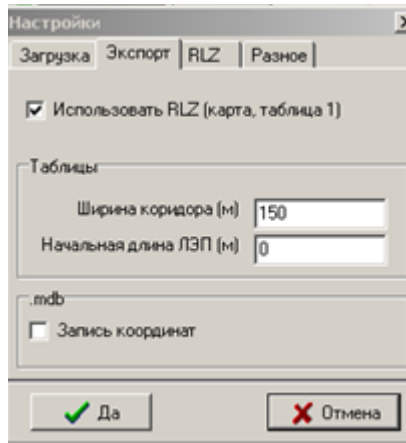 Настройки
Загрузка Экспорт RLZ Разное
Использовать RLZ (карта, таблица 1)
Таблицы
Ширина коридора (м) 150
Начальная длина ЛЭП (м) 0
.mdb
Запись координат
Да Отмена